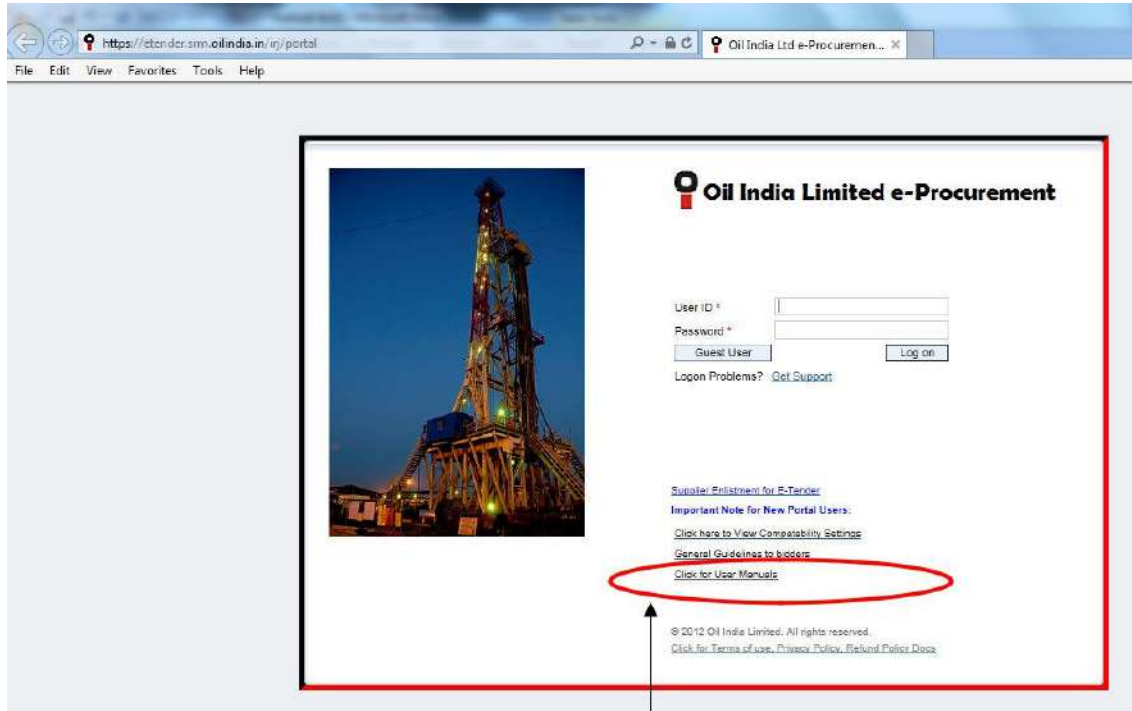 https://etender.srm.oilindia.in/irj/portal
Oil India Ltd e-Procuremen...
File Edit View Favorites Tools Help
Oil India Limited e-Procurement
User ID *
Password *
Guest User Log on
Logon Problems? Get Support
Supplier Enlistment for E-Tender
Important Note for New Portal Users:
Click here to View Compatability Settings
General Guidelines to bidders
Click for User Manuals
© 2012 Oil India Limited. All rights reserved.
Click for Terms of use, Privacy Policy, Refund Policy Docs